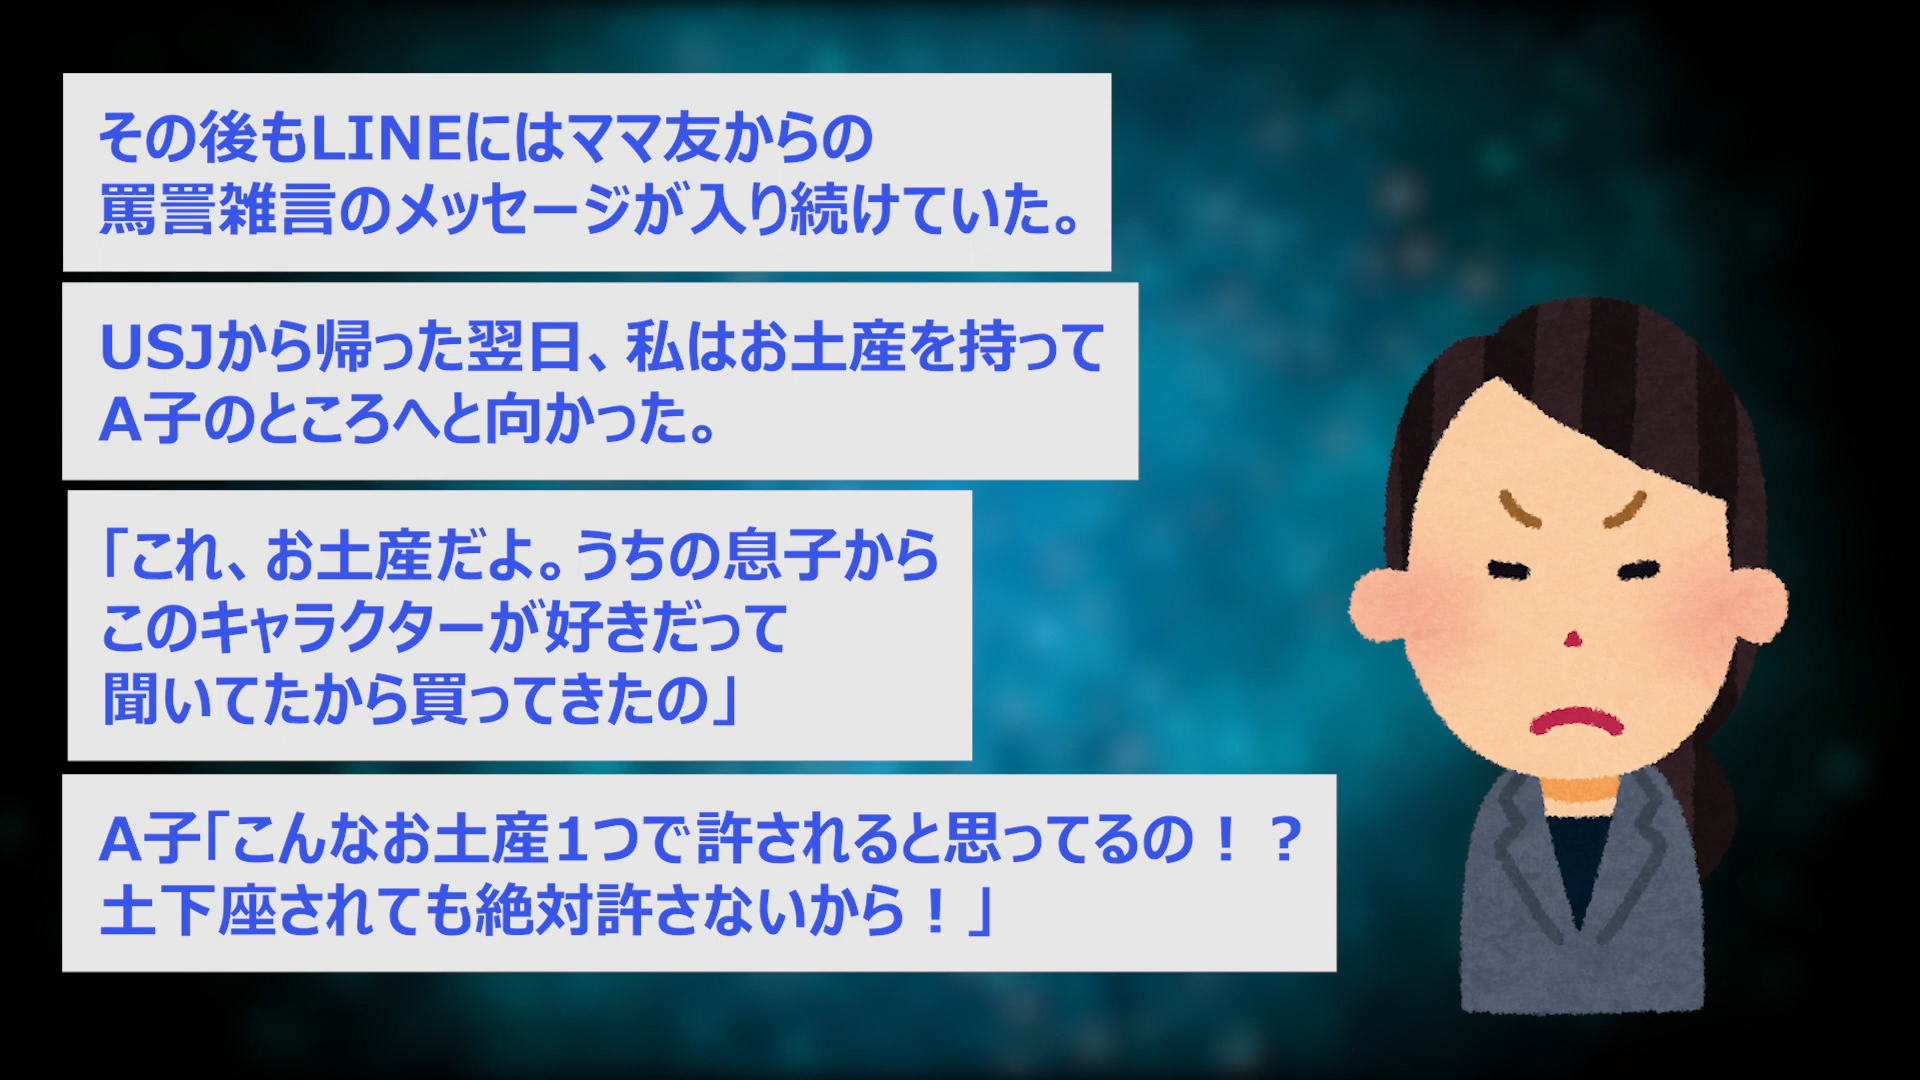 その後もLINEにはママ友からの
罵詈雑言のメッセージが入り続けていた。
USJから帰った翌日、私はお土産を持って
A子のところへと向かった。
「これ、お土産だよ。うちの息子から
このキャラクターが好きだって
聞いてたから買ってきたの」
A子「こんなお土産1つで許されると思ってるの！？
土下座されても絶対許さないから！」